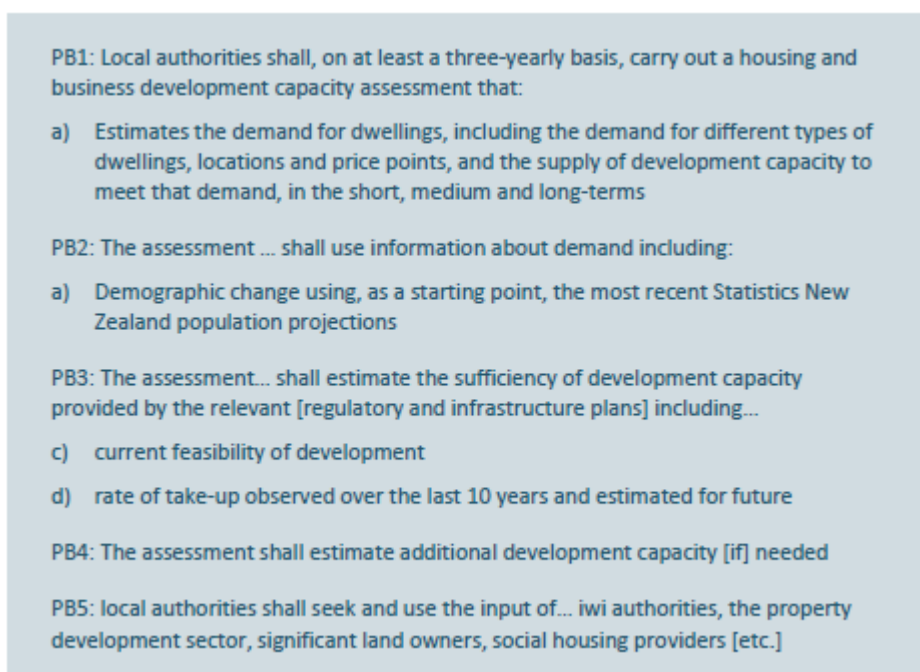 PB1: Local authorities shall, on at least a three-yearly basis, carry out a housing and
business development capacity assessment that:
a) Estimates the demand for dwellings, including the demand for different types of
dwellings, locations and price points, and the supply of development capacity to
meet that demand, in the short, medium and long-terms
PB2: The assessment ... shall use information about demand including:
a) Demographic change using, as a starting point, the most recent Statistics New
Zealand population projections
PB3: The assessment... shall estimate the sufficiency of development capacity
provided by the relevant [regulatory and infrastructure plans] including...
c) current feasibility of development
d) rate of take-up observed over the last 10 years and estimated for future
PB4: The assessment shall estimate additional development capacity [if] needed
PB5: local authorities shall seek and use the input of... iwi authorities, the property
development sector, significant land owners, social housing providers [etc.]